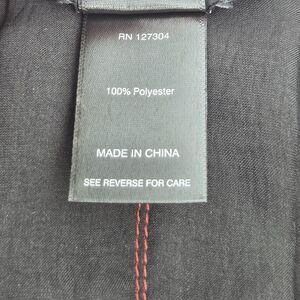 RN 127304
100% Polyester
MADE IN CHINA
SEE REVERSE FOR CARE